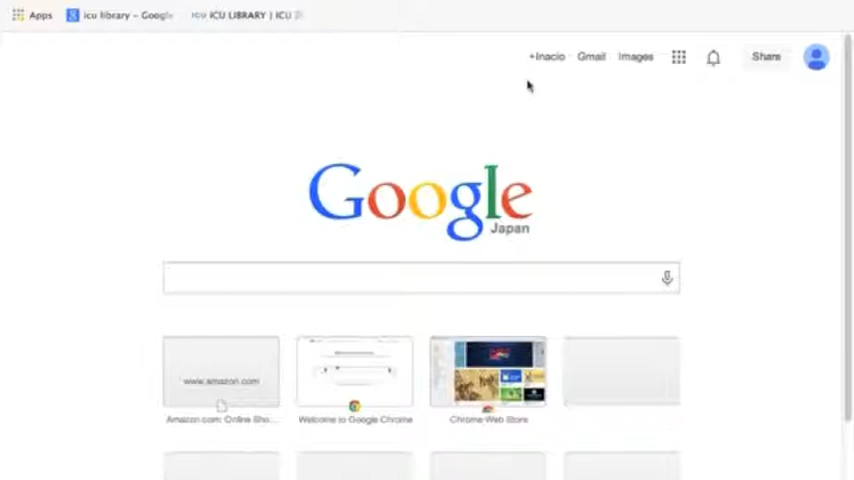 Apps icu library - Google ICU ICU LIBRARY | ICU
+Inacio Gmail Images Share
Google
Japan
www.amazon.com
Amazon.com: Online Sho... Welcome to Google Chrome Chrome Web Store